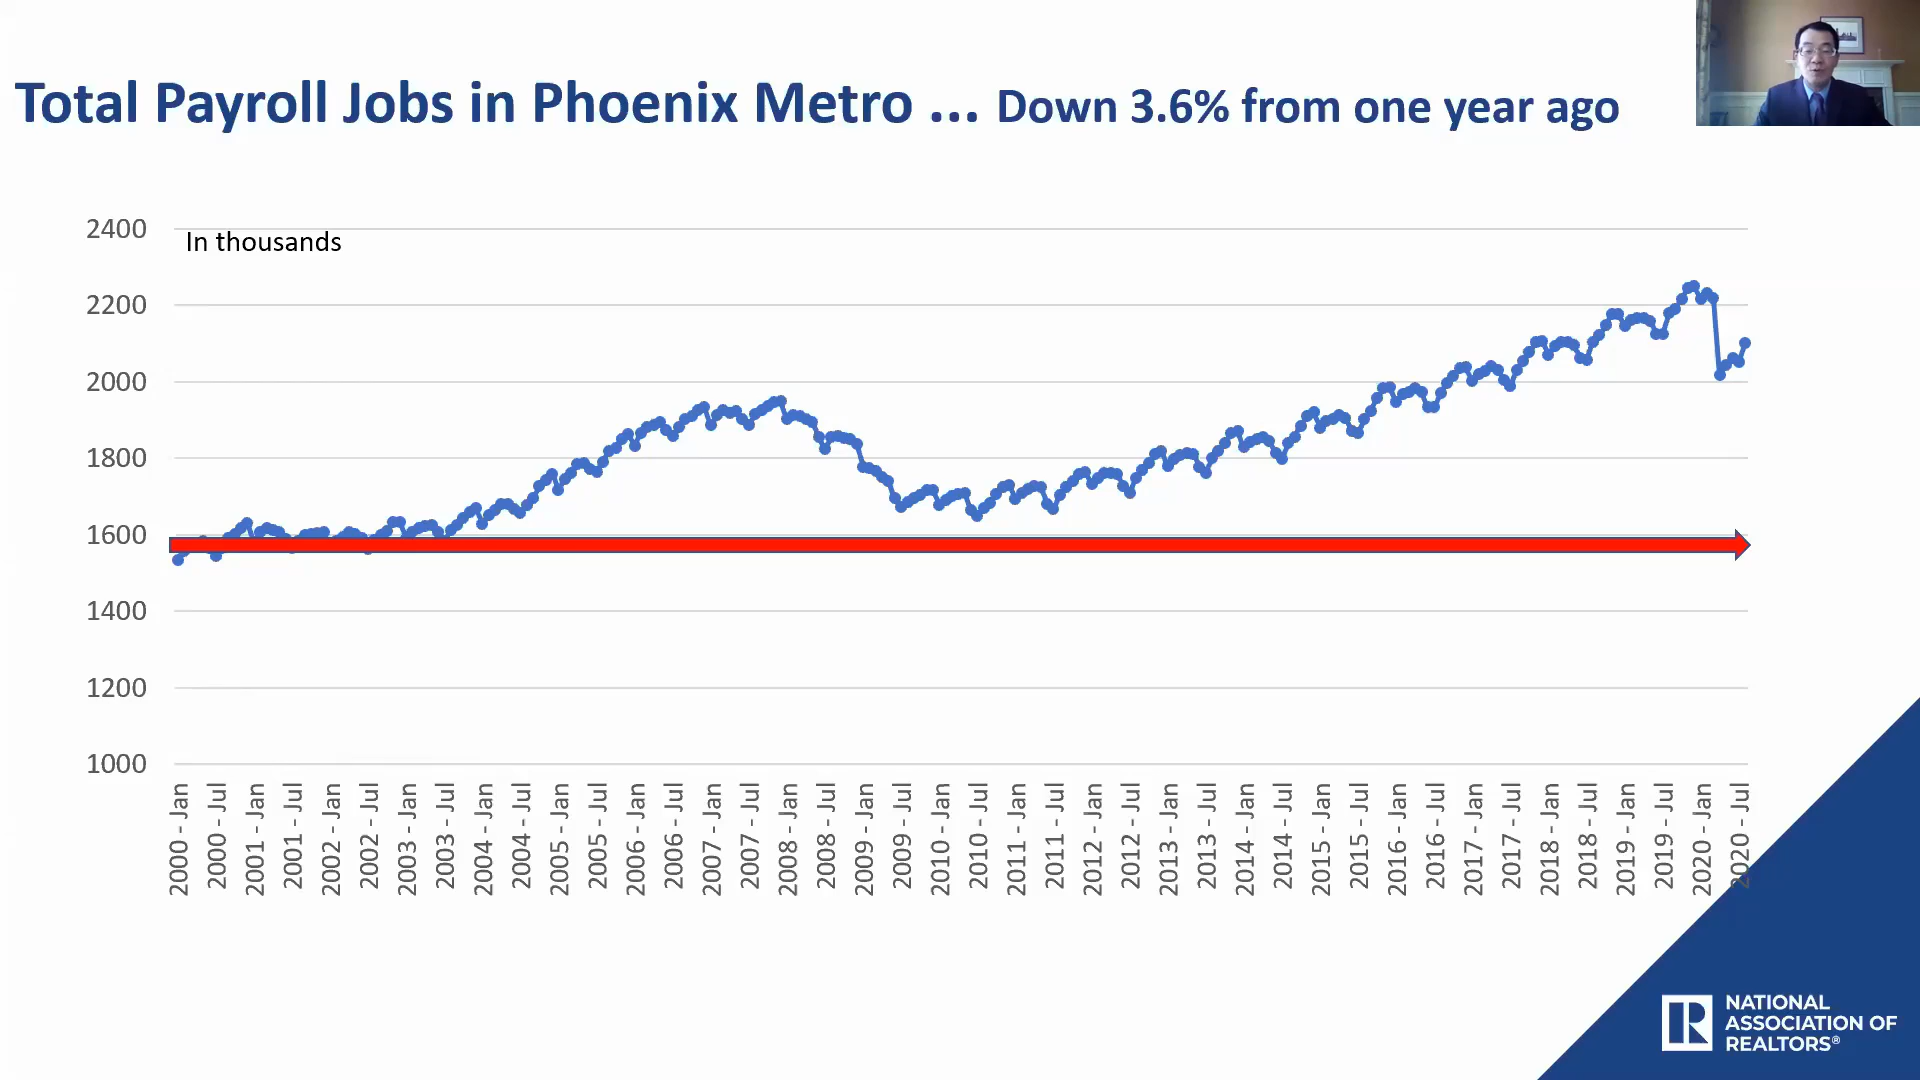 Total Payroll Jobs in Phoenix Metro ... Down 3.6% from one year ago
In thousands
2400
2200
2000
1800
1600
1400
1200
1000
2000 - Jan
2000 - Jul
2001 - Jan
2001 - Jul
2002 - Jan
2002 - Jul
2003 - Jan
2003 - Jul
2004 - Jan
2004 - Jul
2005 - Jan
2005 - Jul
2006 - Jan
2006 - Jul
2007 - Jan
2007 - Jul
2008 - Jan
2008 - Jul
2009 - Jan
2009 - Jul
2010 - Jan
2010 - Jul
2011 - Jan
2011 - Jul
2012 - Jan
2012 - Jul
2013 - Jan
2013 - Jul
2014 - Jan
2014 - Jul
2015 - Jan
2015 - Jul
2016 - Jan
2016 - Jul
2017 - Jan
2017 - Jul
2018 - Jan
2018 - Jul
2019 - Jan
2019 - Jul
2020 - Jan
2020 - Jul
R
NATIONAL
ASSOCIATION OF
REALTORS®